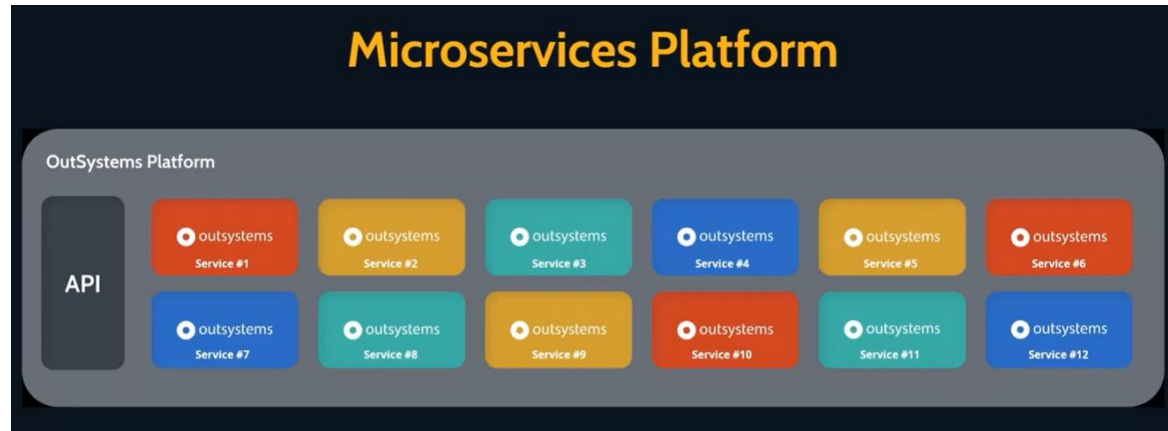 Microservices Platform
OutSystems Platform
API
outsystems
Service #1
outsystems
Service #2
outsystems
Service #3
outsystems
Service #4
outsystems
Service #5
outsystems
Service #6
outsystems
Service #7
outsystems
Service #8
outsystems
Service #9
outsystems
Service #10
outsystems
Service #11
outsystems
Service #12